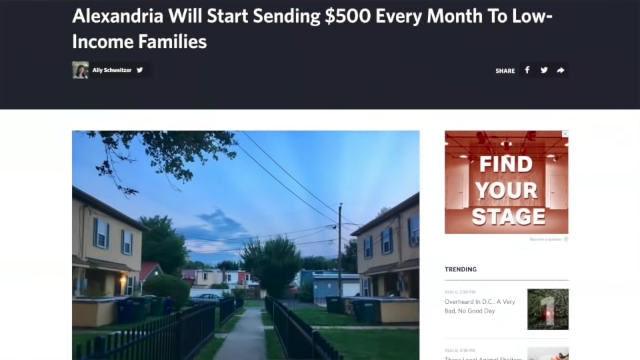 Alexandria Will Start Sending $500 Every Month To Low-
Income Families
Ally Schweitzer
SHARE
FIND
YOUR
STAGE
TRENDING
Overheard In D.C.: A Very
Bad, No Good Day